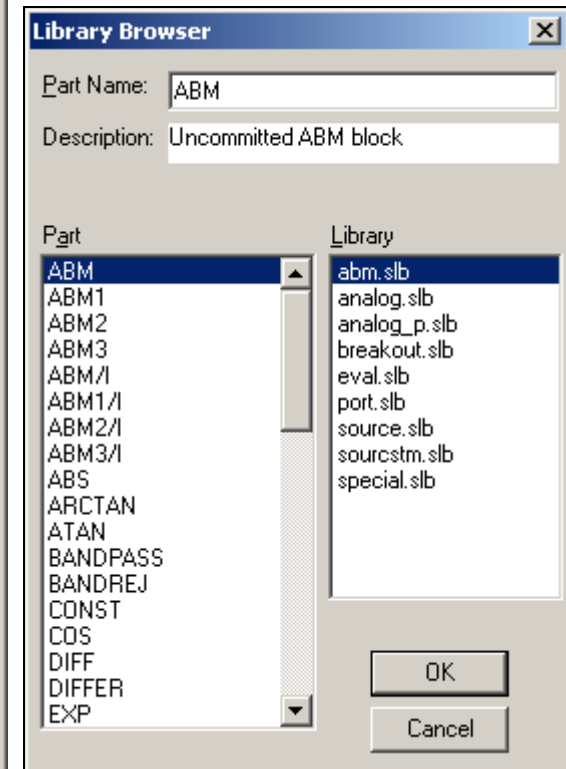 Library Browser
Part Name: ABM
Description: Uncommitted ABM block
Part
ABM
ABM1
ABM2
ABM3
ABM/I
ABM1/I
ABM2/I
ABM3/I
ABS
ARCTAN
ATAN
BANDPASS
BANDREJ
CONST
COS
DIFF
DIFFER
EXP
Library
abm.slb
analog.slb
analog_p.slb
breakout.slb
eval.slb
port.slb
source.slb
sourcstm.slb
special.slb
OK
Cancel